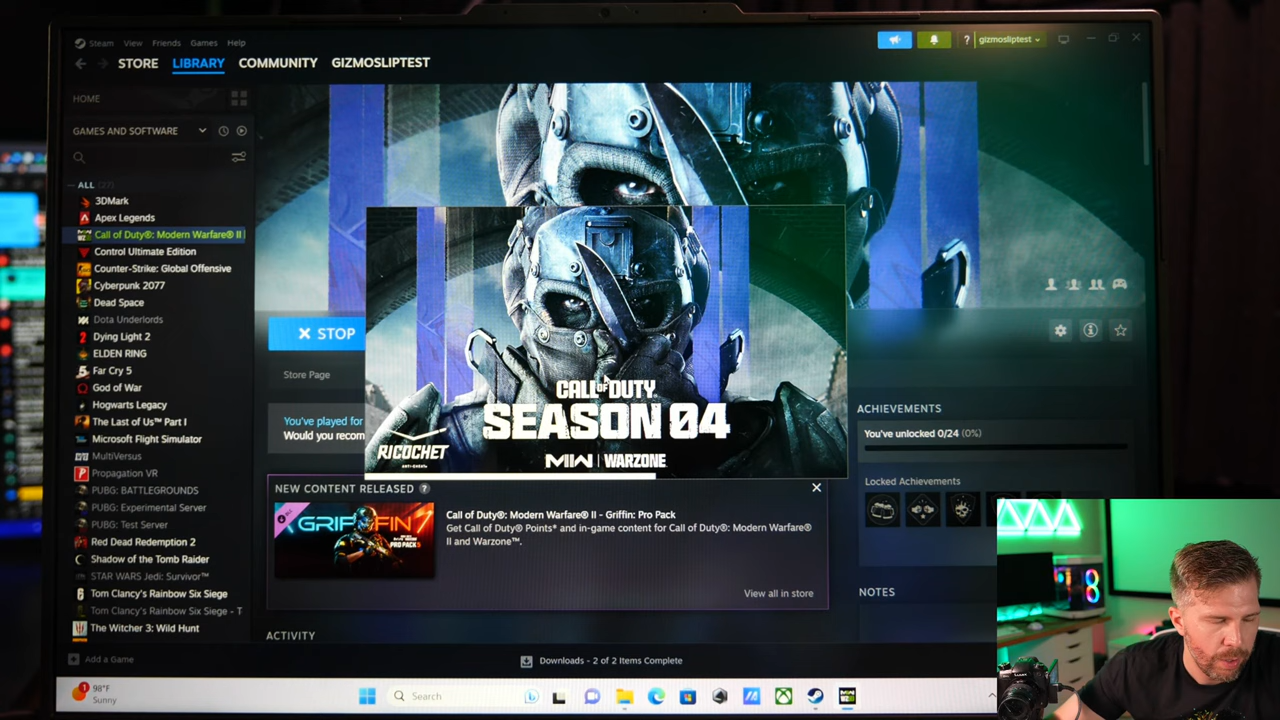 Steam View Friends Games Help
? gizmosliptest
STORE LIBRARY COMMUNITY GIZMOSLIPTEST
HOME
GAMES AND SOFTWARE
ALL (27)
3DMark
Apex Legends
Call of Duty®: Modern Warfare® II
Control Ultimate Edition
Counter-Strike: Global Offensive
Cyberpunk 2077
Dead Space
Dota Underlords
Dying Light 2
ELDEN RING
Far Cry 5
God of War
Hogwarts Legacy
The Last of Us™ Part I
Microsoft Flight Simulator
MultiVersus
Propagation VR
PUBG: BATTLEGROUNDS
PUBG: Experimental Server
PUBG: Test Server
Red Dead Redemption 2
Shadow of the Tomb Raider
STAR WARS Jedi: Survivor™
Tom Clancy's Rainbow Six Siege
Tom Clancy's Rainbow Six Siege - T
The Witcher 3: Wild Hunt
Add a Game
STOP
Store Page
You've played for
Would you recom
CALL OF DUTY
SEASON 04
MWII | WARZONE
RICOCHET
ANTI-CHEAT
NEW CONTENT RELEASED ?
GRIFFIN
PRO PACK
Call of Duty®: Modern Warfare® II - Griffin: Pro Pack
Get Call of Duty® Points* and in-game content for Call of Duty®: Modern Warfare®
II and Warzone™.
View all in store
ACTIVITY
ACHIEVEMENTS
You've unlocked 0/24 (0%)
Locked Achievements
NOTES
Downloads - 2 of 2 Items Complete
1
98°F
Sunny
Search